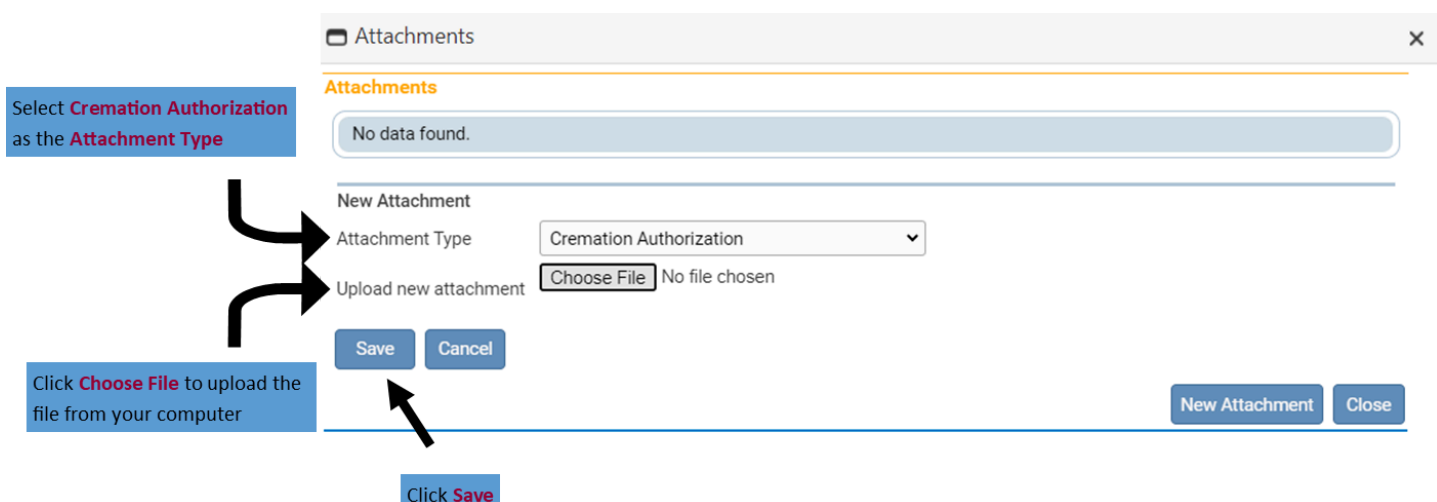 Attachments
Attachments
Select Cremation Authorization
as the Attachment Type
No data found.
New Attachment
Attachment Type
Cremation Authorization
Upload new attachment
Choose File No file chosen
Save
Cancel
Click Choose File to upload the
file from your computer
New Attachment
Close
Click Save